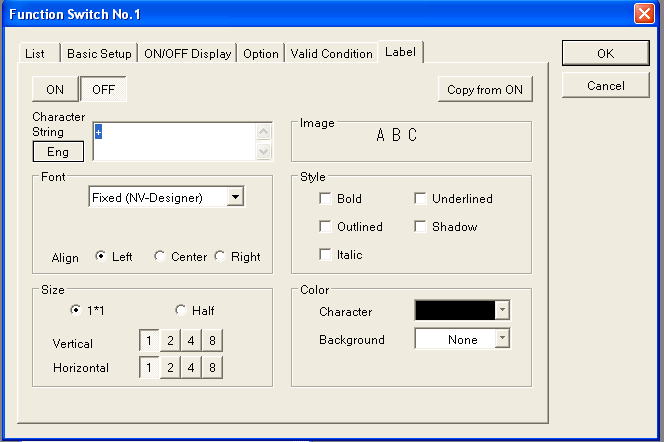 Function Switch No.1
List Basic Setup ON/OFF Display Option Valid Condition Label
OK
Cancel
ON OFF Copy from ON
Character
String
Eng
+
Image
A B C
Font
Fixed (NV-Designer)
Align Left Center Right
Style
Bold Underlined
Outlined Shadow
Italic
Size
1*1 Half
Vertical 1 2 4 8
Horizontal 1 2 4 8
Color
Character
Background None